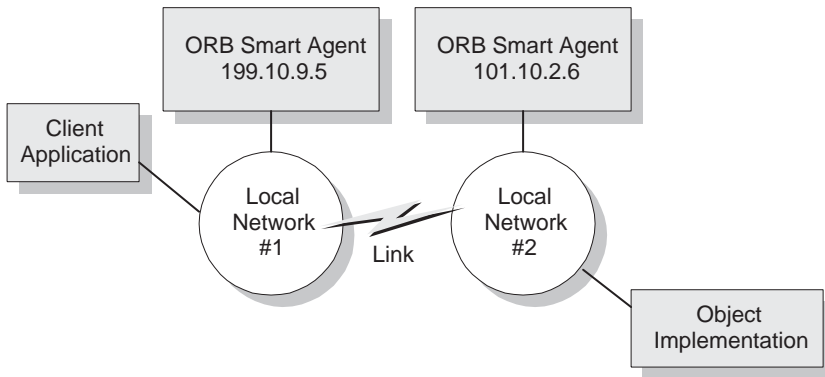 ORB Smart Agent
199.10.9.5
ORB Smart Agent
101.10.2.6
Client
Application
Local
Network
#1
Link
Local
Network
#2
Object
Implementation